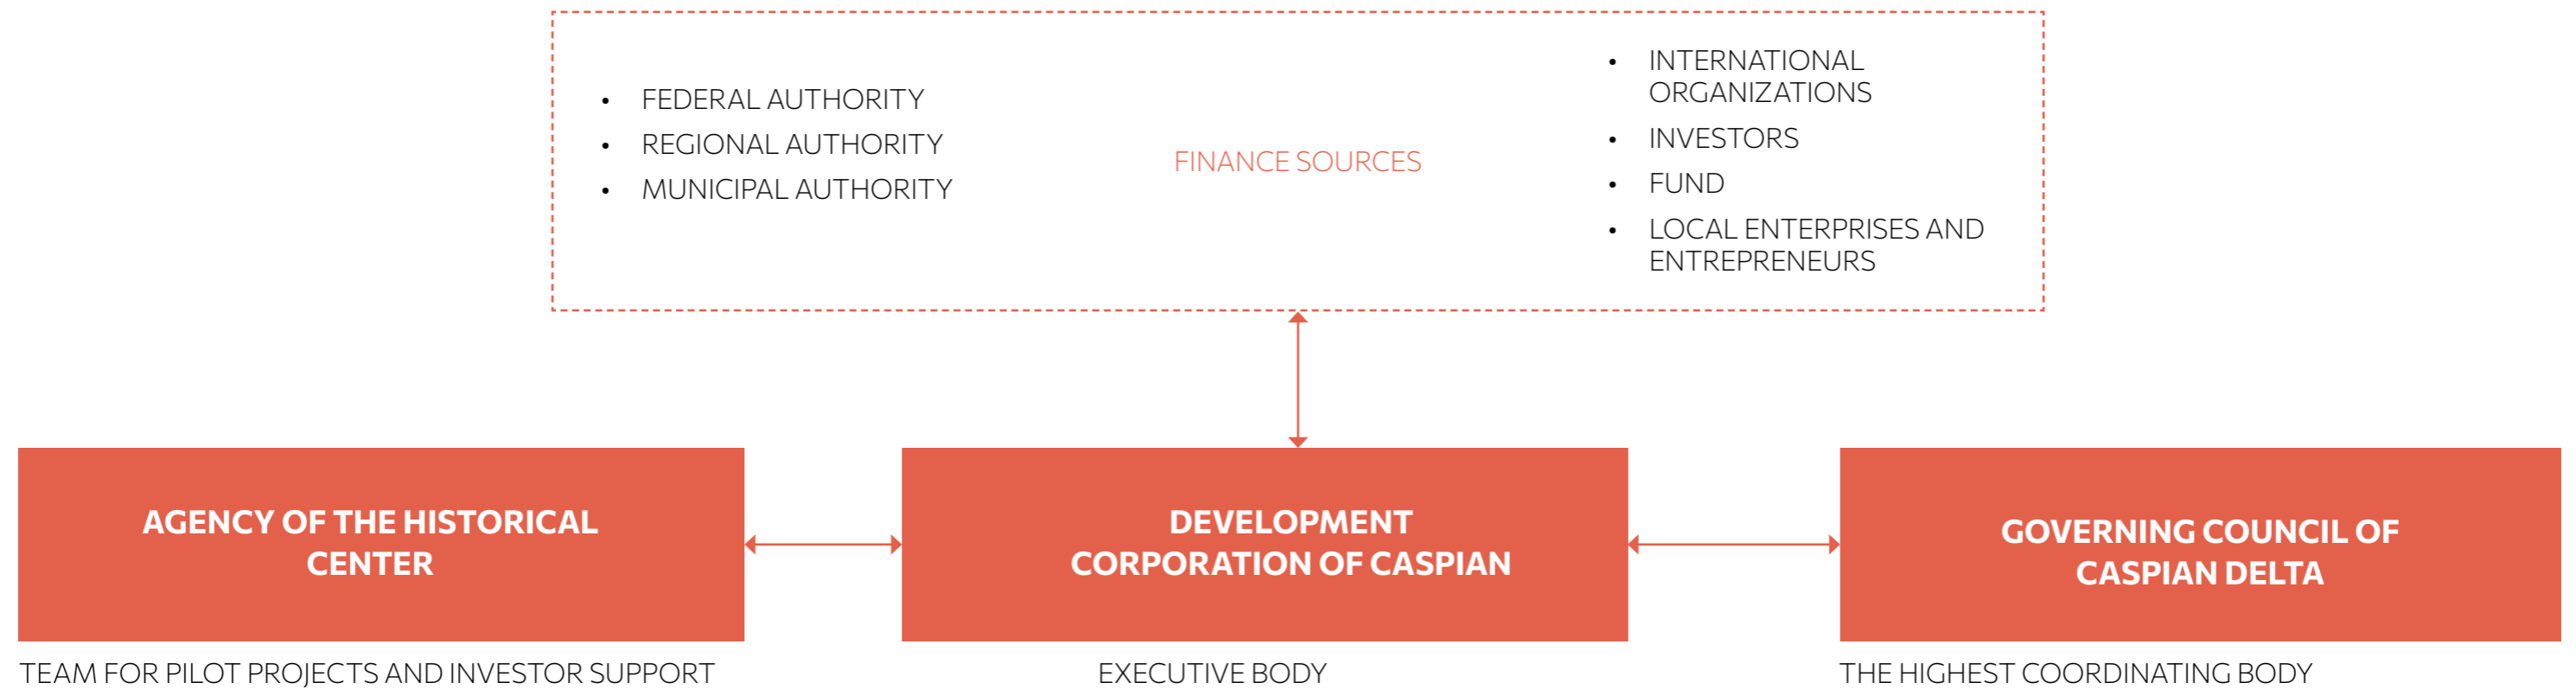 • FEDERAL AUTHORITY
• REGIONAL AUTHORITY
• MUNICIPAL AUTHORITY
FINANCE SOURCES
• INTERNATIONAL
ORGANIZATIONS
• INVESTORS
• FUND
• LOCAL ENTERPRISES AND
ENTREPRENEURS
AGENCY OF THE HISTORICAL
CENTER
TEAM FOR PILOT PROJECTS AND INVESTOR SUPPORT
DEVELOPMENT
CORPORATION OF CASPIAN
EXECUTIVE BODY
GOVERNING COUNCIL OF
CASPIAN DELTA
THE HIGHEST COORDINATING BODY